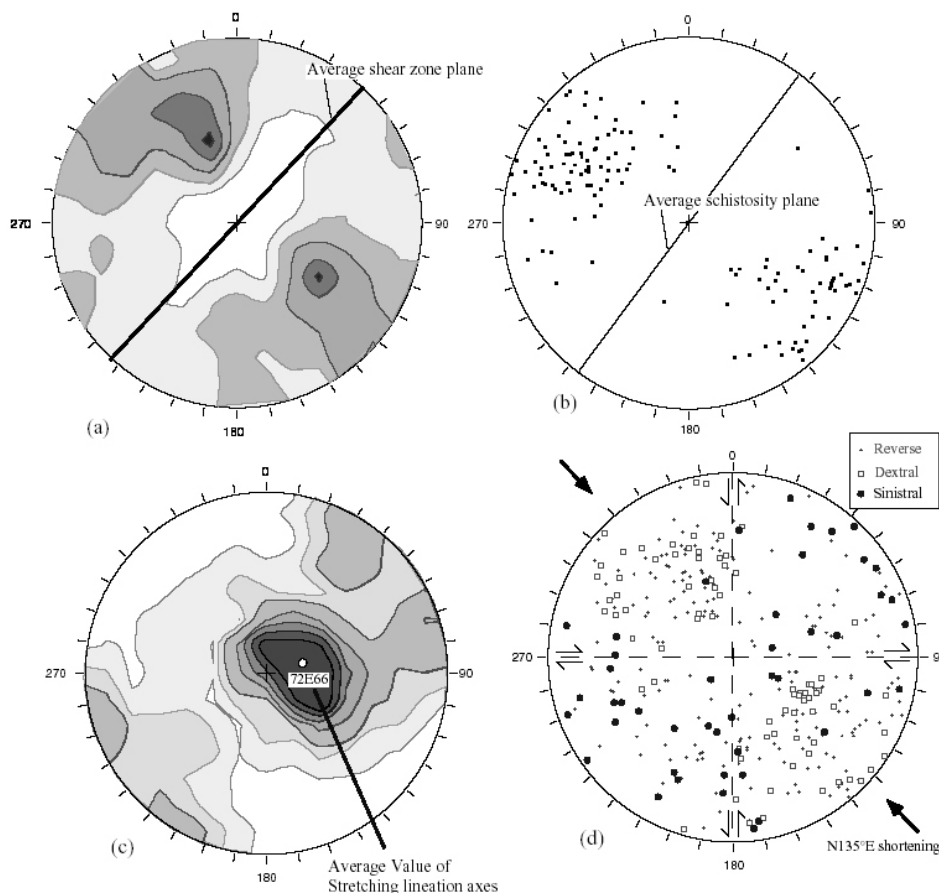 0
0
Average shear zone plane
Average schistosity plane
270
90
270
90
(a)
(b)
180
180
Reverse
Dextral
Sinistral
0
0
270
72E66
90
270
90
(c)
(d)
180
180
N135°E shortening
Average Value of
Stretching lineation axes